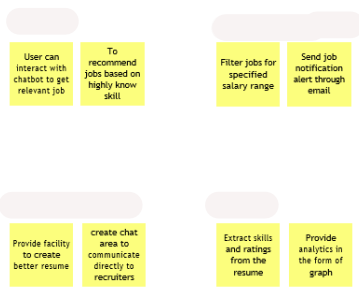 User can
interact with
chatbot to get
relevant job
To
recommend
jobs based on
highly know
skill
Filter jobs for
specified
salary range
Send job
notification
alert through
email
Provide facility
to create
better resume
create chat
area to
communicate
directly to
recruiters
Extract skills
and ratings
from the
resume
Provide
analytics in
the form of
graph